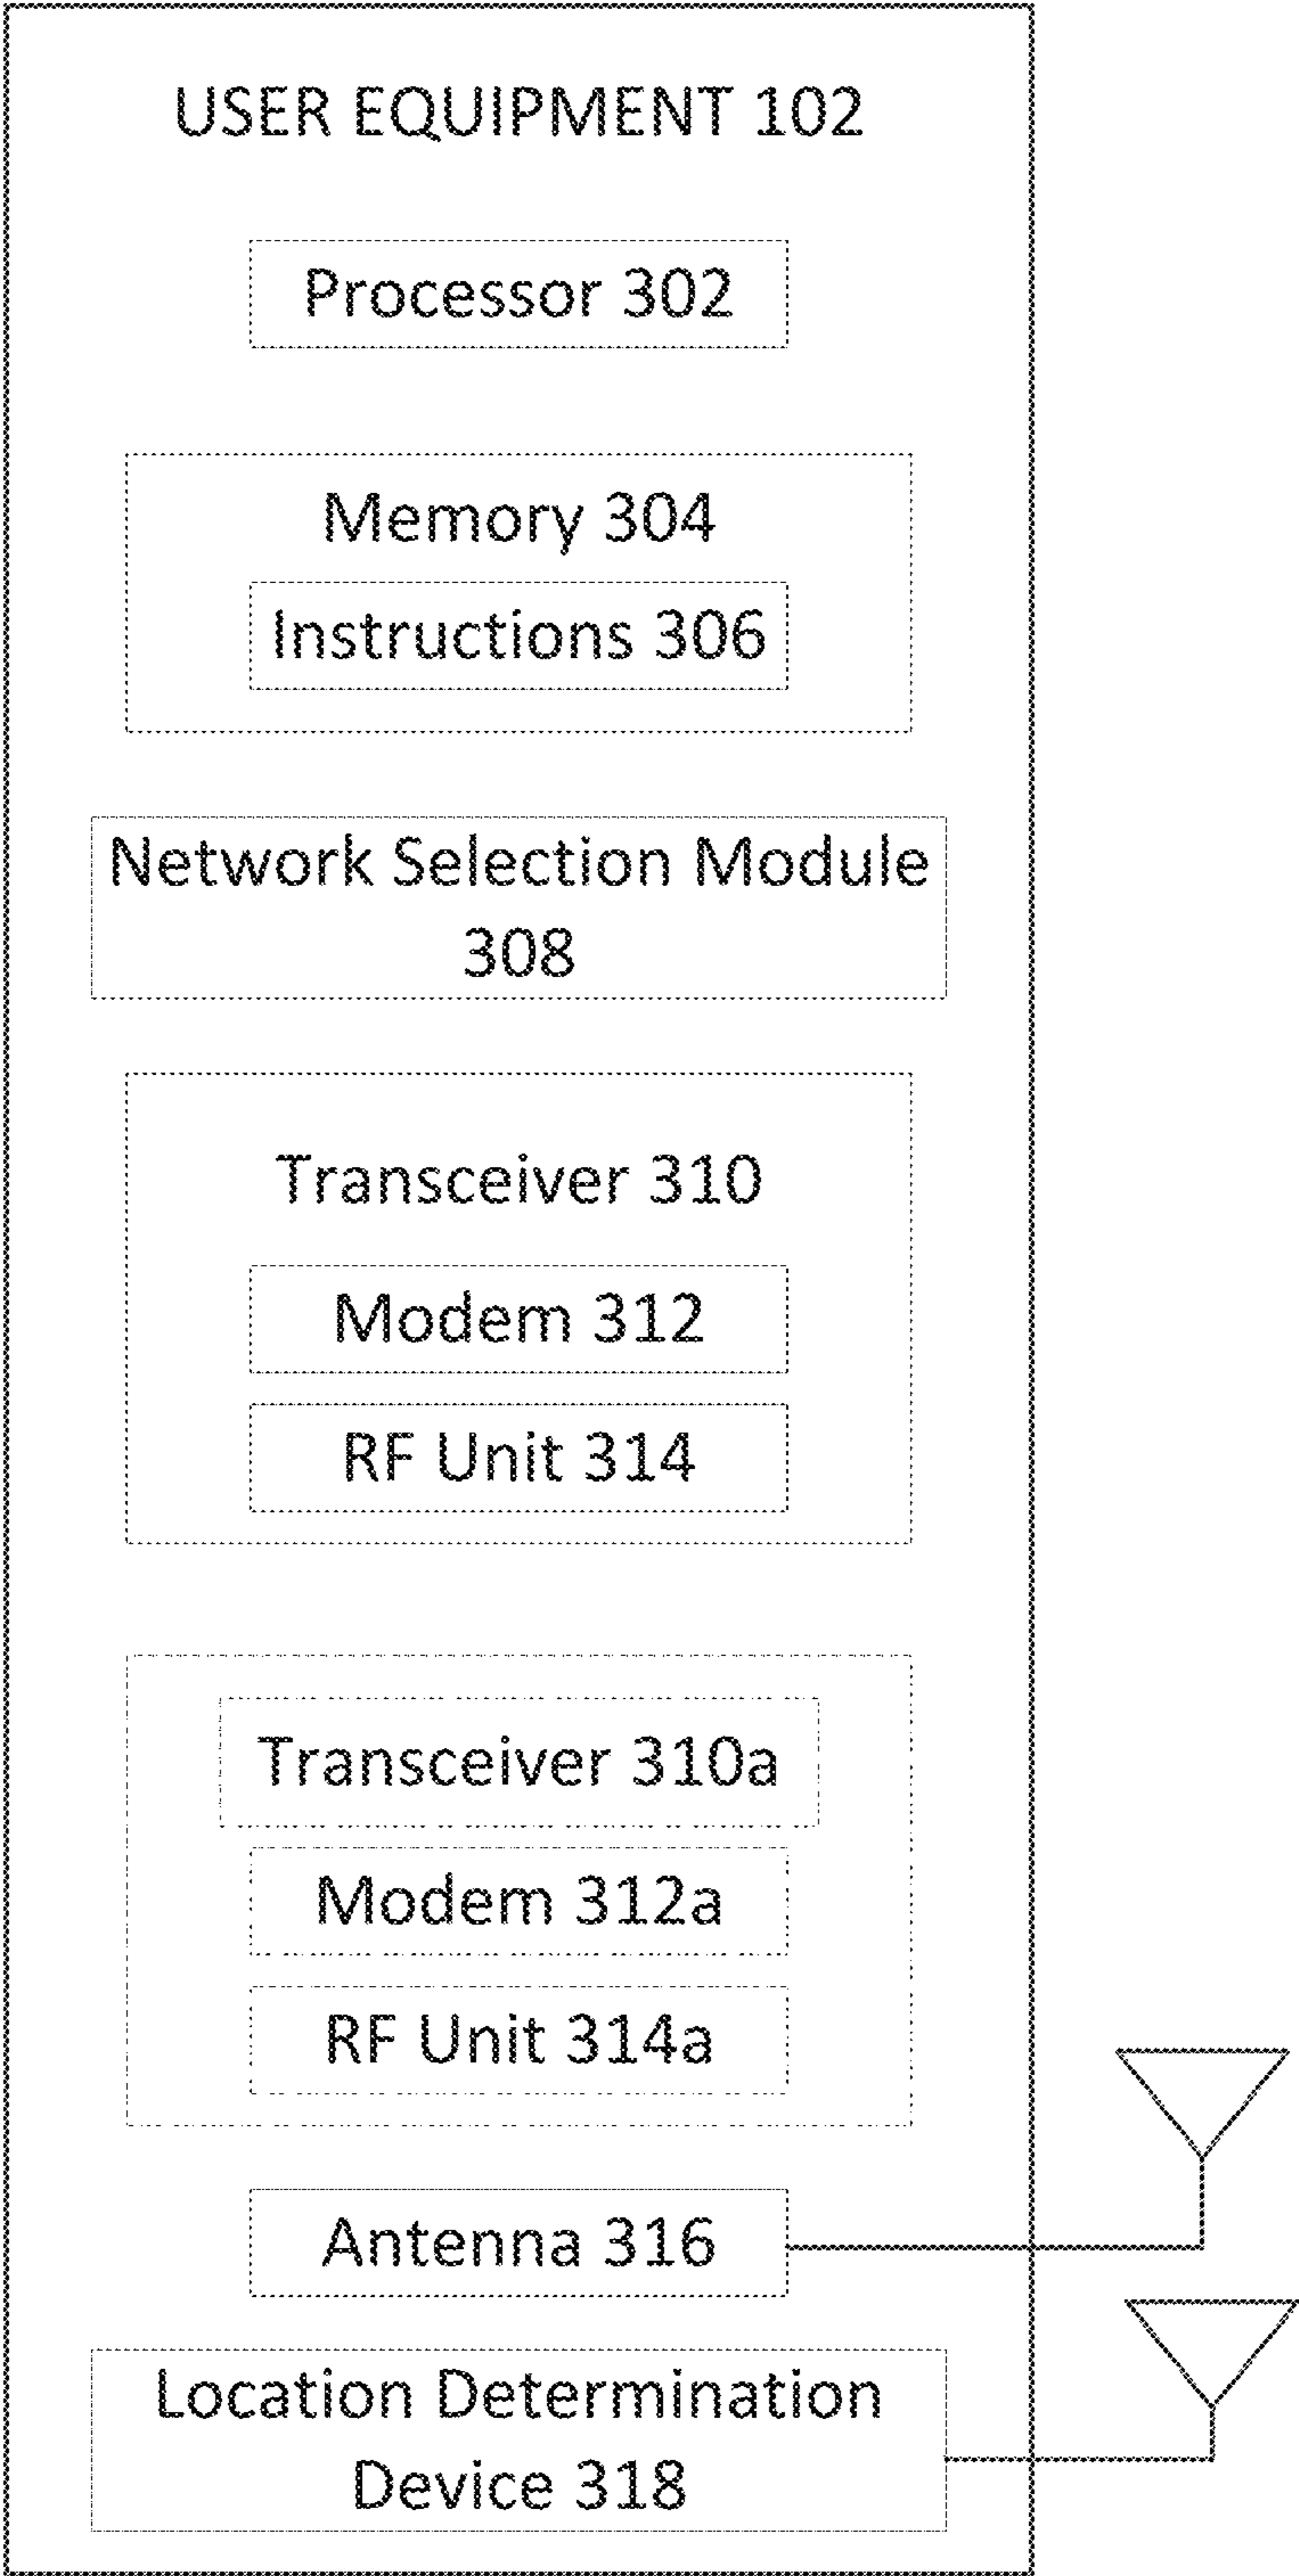 USER EQUIPMENT 102
Processor 302
Memory 304
Instructions 306
Network Selection Module
308
Transceiver 310
Modem 312
RF Unit 314
Transceiver 310a
Modem 312a
RF Unit 314a
Antenna 316
Location Determination
Device 318